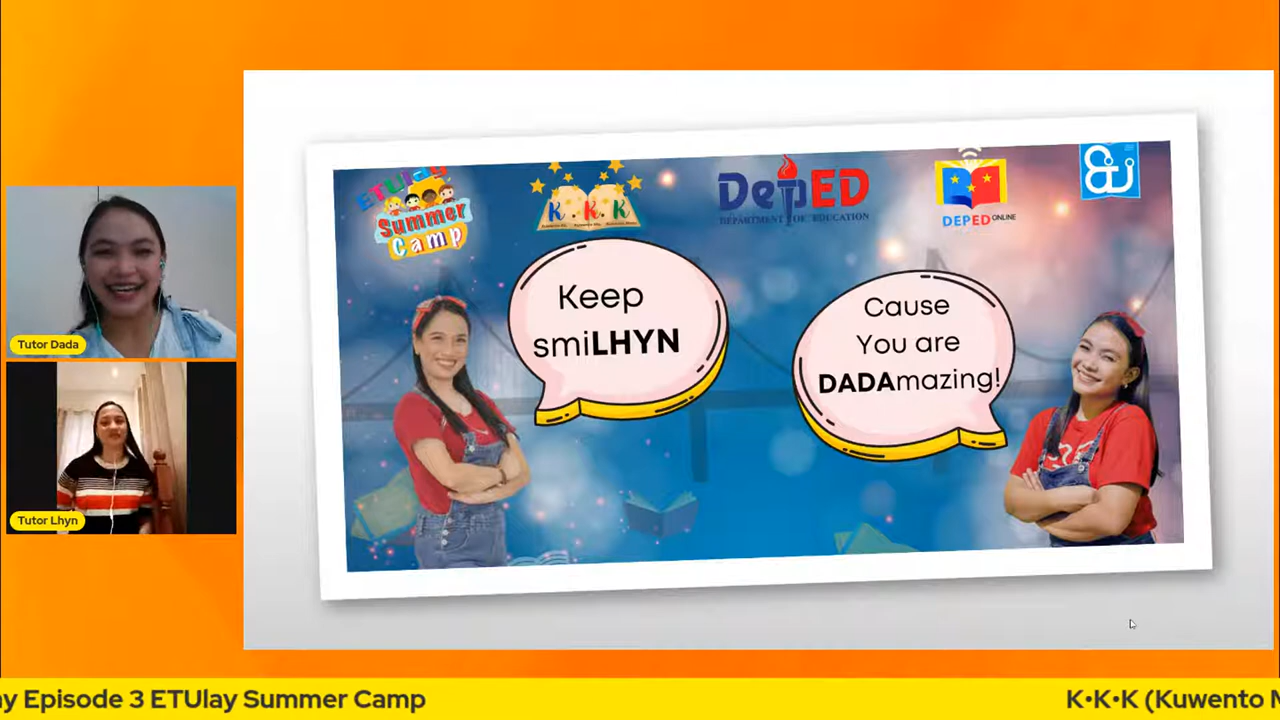 ETUlay
Summer
Camp
K.K.K
DepED
DEPARTMENT OF EDUCATION
DEPED ONLINE
Keep
smiLHYN
Cause
You are
DADAmazing!
Tutor Dada
Tutor Lhyn
ay Episode 3 ETUlay Summer Camp
K•K•K (Kuwento M